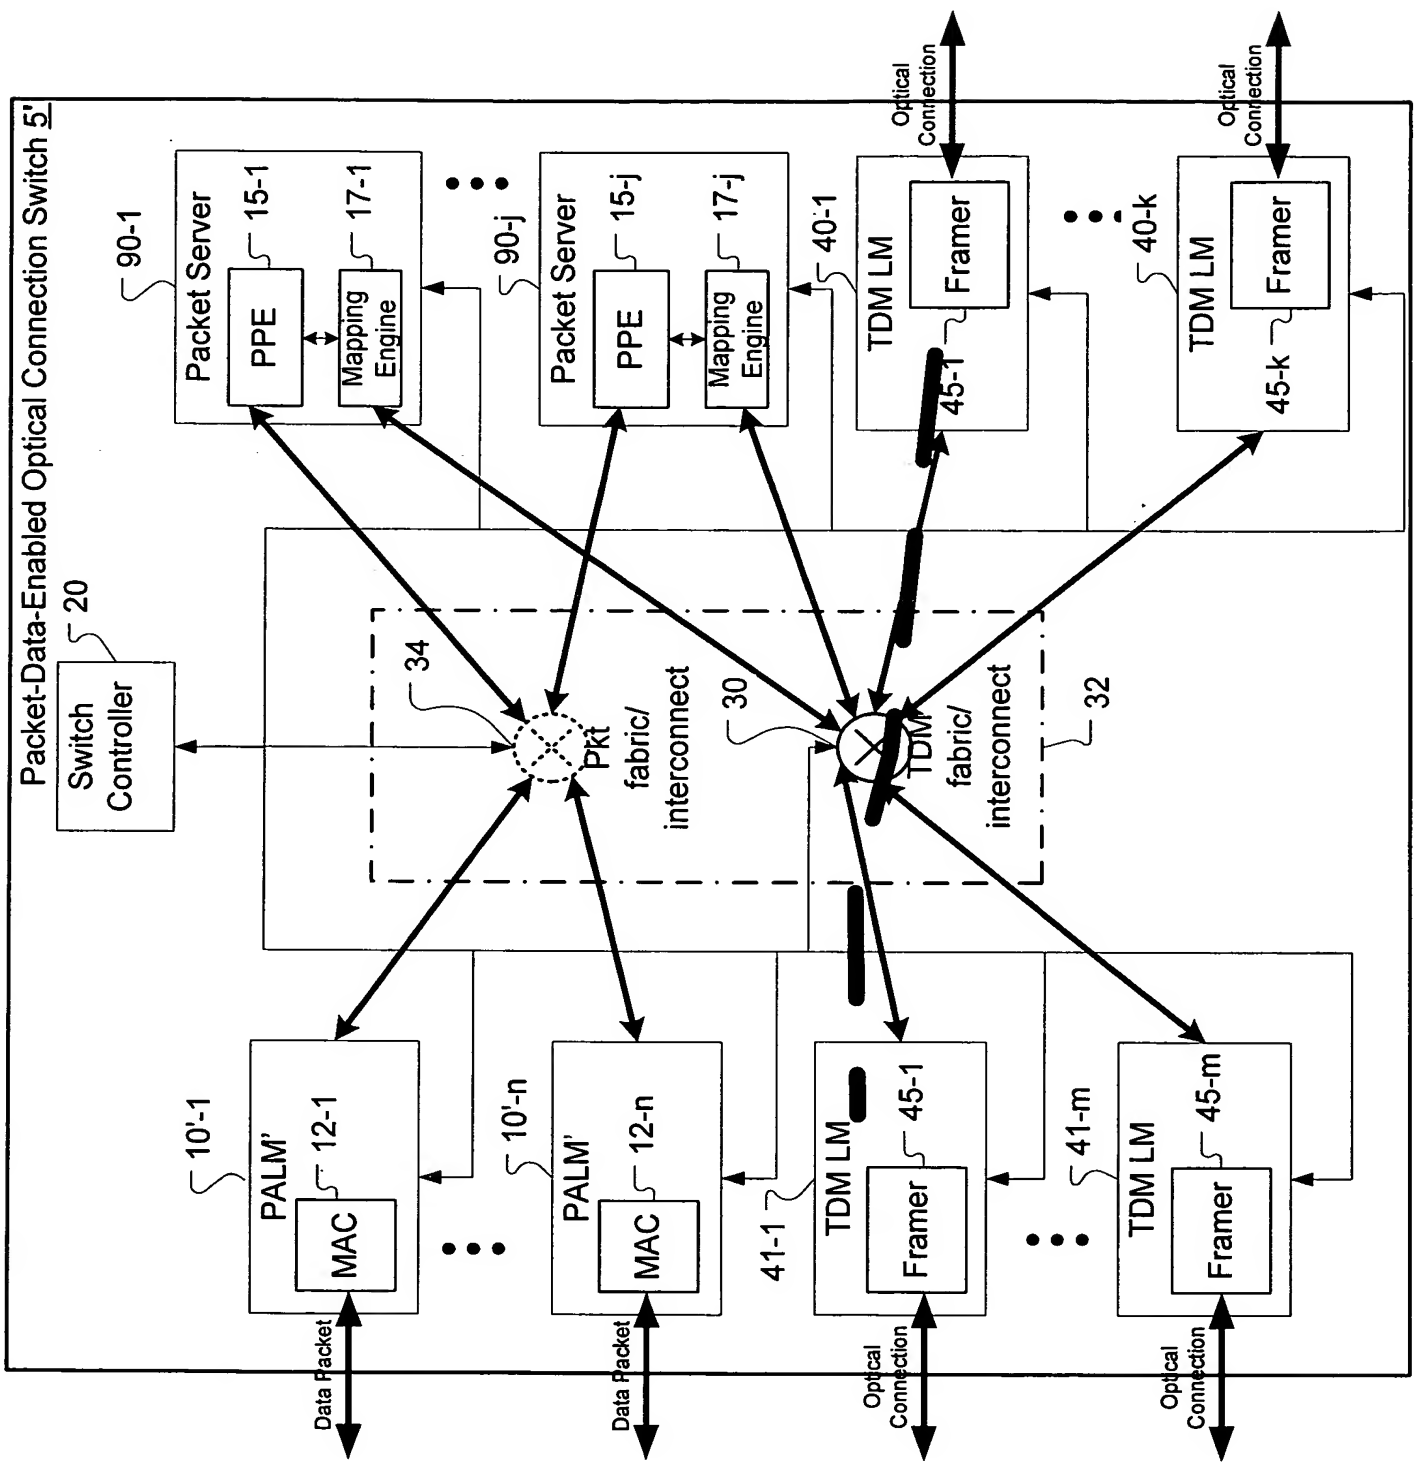 Packet-Data-Enabled Optical Connection Switch 5'
Switch
Controller
20
10'-1
PALM'
12-1
MAC
Data Packet
10'-n
PALM'
12-n
MAC
Data Packet
41-1
TDM LM
45-1
Framer
Optical
Connection
41-m
TDM LM
45-m
Framer
Optical
Connection
34
Pkt
fabric/
interconnect
30
TDM
fabric/
interconnect
32
90-1
Packet Server
15-1
PPE
17-1
Mapping
Engine
90-j
Packet Server
15-j
PPE
17-j
Mapping
Engine
40-1
TDM LM
45-1
Framer
Optical
Connection
40-k
TDM LM
45-k
Framer
Optical
Connection